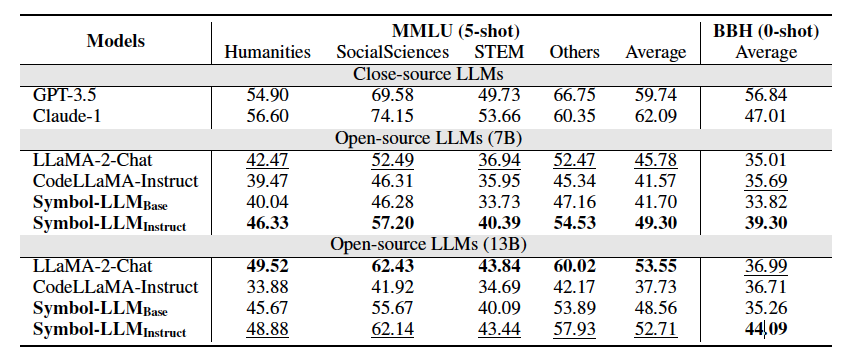 Models MMLU (5-shot) BBH (0-shot)
Humanities SocialSciences STEM Others Average Average
Close-source LLMs
GPT-3.5 54.90 69.58 49.73 66.75 59.74 56.84
Claude-1 56.60 74.15 53.66 60.35 62.09 47.01
Open-source LLMs (7B)
LLaMA-2-Chat 42.47 52.49 36.94 52.47 45.78 35.01
CodeLLaMA-Instruct 39.47 46.31 35.95 45.34 41.57 35.69
Symbol-LLMBase 40.04 46.28 33.73 47.16 41.70 33.82
Symbol-LLMInstruct 46.33 57.20 40.39 54.53 49.30 39.30
Open-source LLMs (13B)
LLaMA-2-Chat 49.52 62.43 43.84 60.02 53.55 36.99
CodeLLaMA-Instruct 33.88 41.92 34.69 42.17 37.73 36.71
Symbol-LLMBase 45.67 55.67 40.09 53.89 48.56 35.26
Symbol-LLMInstruct 48.88 62.14 43.44 57.93 52.71 44.09